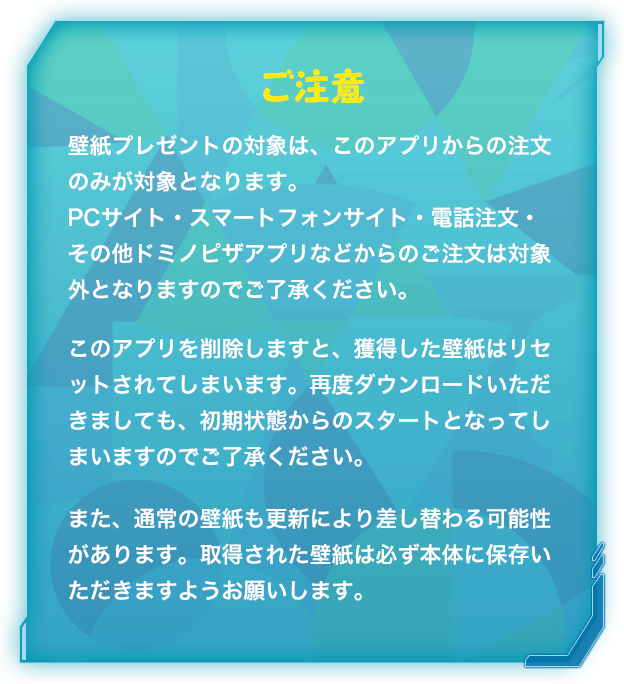 ご注意
壁紙プレゼントの対象は、このアプリからの注文
のみが対象となります。
PCサイト・スマートフォンサイト・電話注文・
その他ドミノピザアプリなどからのご注文は対象
外となりますのでご了承ください。
このアプリを削除しますと、獲得した壁紙はリセ
ットされてしまいます。再度ダウンロードいただ
きましても、初期状態からのスタートとなってし
まいますのでご了承ください。
また、通常の壁紙も更新により差し替わる可能性
があります。取得された壁紙は必ず本体に保存い
ただきますようお願いします。